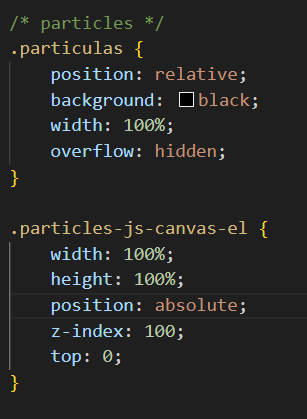 /* particles */
.particulas {
position: relative;
background: black;
width: 100%;
overflow: hidden;
}
.particles-js-canvas-el {
width: 100%;
height: 100%;
position: absolute;
z-index: 100;
top: 0;
}